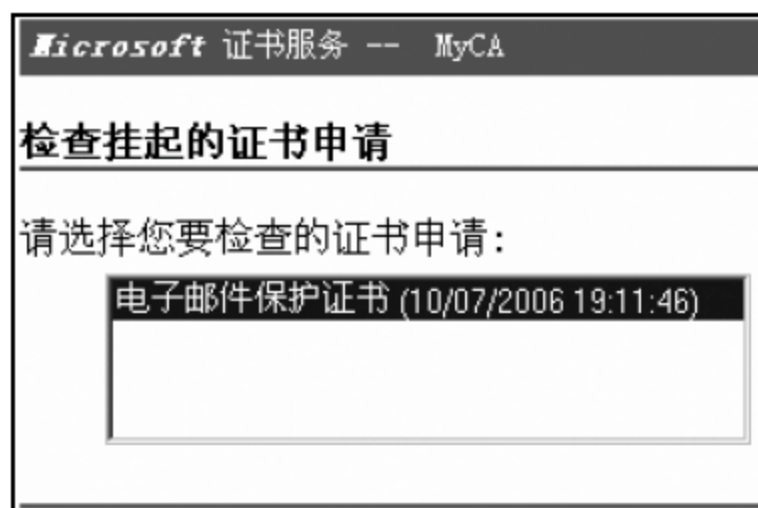 Microsoft 证书服务 -- MyCA
检查挂起的证书申请
请选择您要检查的证书申请:
电子邮件保护证书 (10/07/2006 19:11:46)